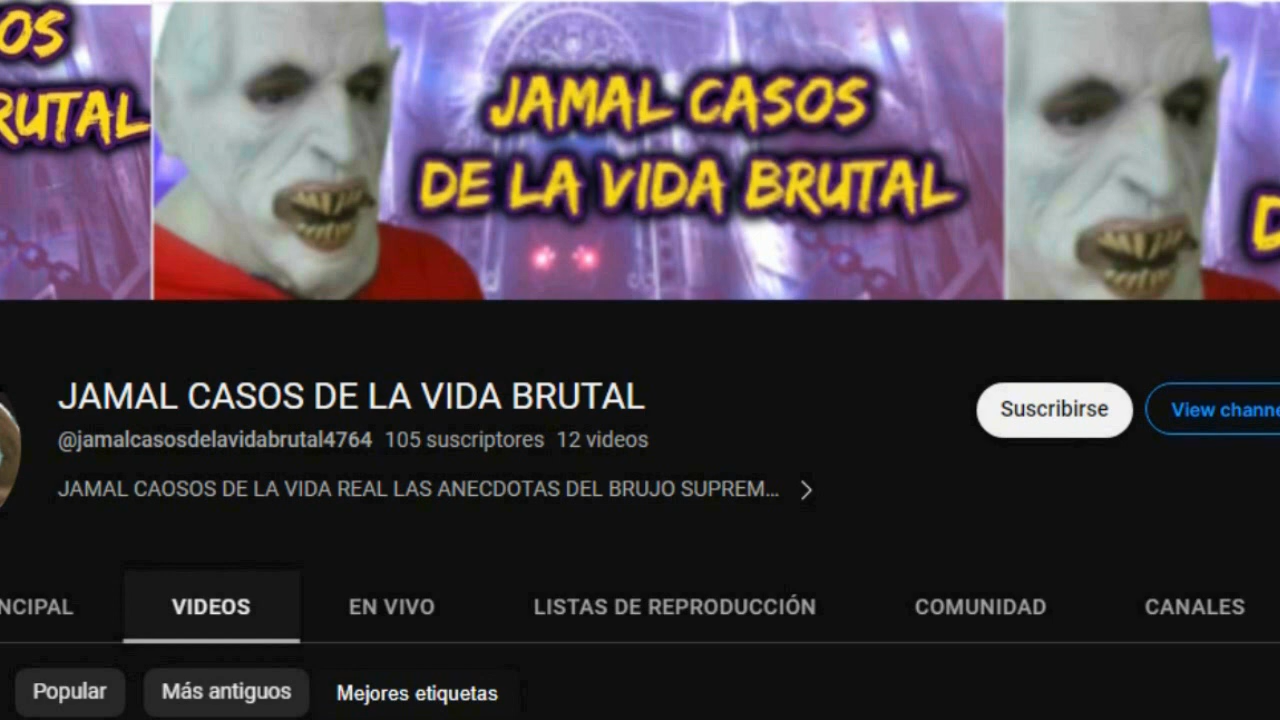 OS
RUTAL
JAMAL CASOS
DE LA VIDA BRUTAL
D
JAMAL CASOS DE LA VIDA BRUTAL
@jamalcasosdelavidabrutal4764 105 suscriptores 12 videos
JAMAL CAOSOS DE LA VIDA REAL LAS ANECDOTAS DEL BRUJO SUPREM...
Suscribirse
View channe
NCIPAL VIDEOS EN VIVO LISTAS DE REPRODUCCIÓN COMUNIDAD CANALES
Popular Más antiguos Mejores etiquetas